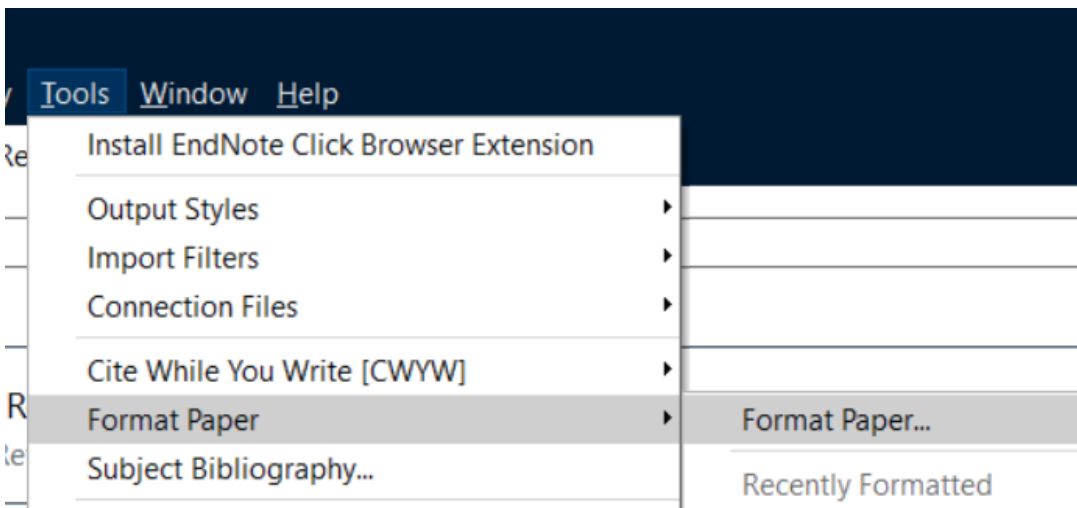 Tools Window Help
Install EndNote Click Browser Extension
Output Styles
Import Filters
Connection Files
Cite While You Write [CWYW]
Format Paper
Format Paper...
Subject Bibliography...
Recently Formatted